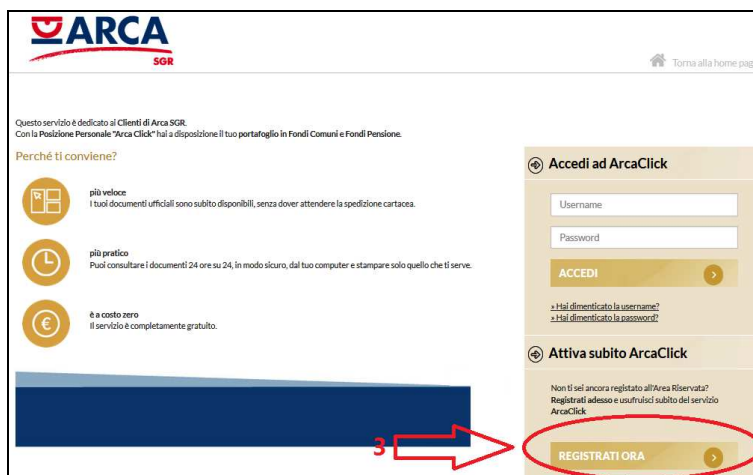 ARCA
SGR
Torna alla home pag
Questo servizio è dedicato ai Clienti di Arca SGR.
Con la Posizione Personale "Arca Click" hai a disposizione il tuo portafoglio in Fondi Comuni e Fondi Pensione.
Perché ti conviene?
più veloce
I tuoi documenti ufficiali sono subito disponibili, senza dover attendere la spedizione cartacea.
più pratico
Puoi consultare i documenti 24 ore su 24, in modo sicuro, dal tuo computer e stampare solo quello che ti serve.
€
è a costo zero
Il servizio è completamente gratuito.
Accedi ad ArcaClick
Username
Password
ACCEDI
» Hai dimenticato la username?
» Hai dimenticato la password?
Attiva subito ArcaClick
Non ti sei ancora registato all'Area Riservata?
Registrati adesso e usufruisci subito del servizio
ArcaClick
3
REGISTRATI ORA